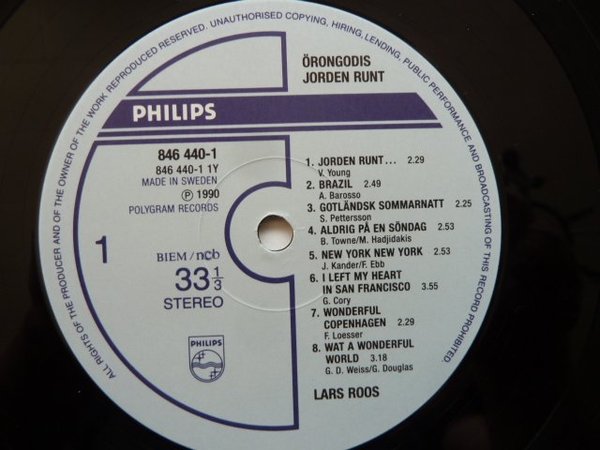 ALL RIGHTS OF THE PRODUCER AND OF THE OWNER OF THE WORK REPRODUCED RESERVED. UNAUTHORISED COPYING, HIRING, LENDING, PUBLIC PERFORMANCE AND BROADCASTING OF THIS RECORD PROHIBITED
ÖRONGODIS
JORDEN RUNT
PHILIPS
846 440-1
846 440-1 1Y
MADE IN SWEDEN
Ⓟ 1990
POLYGRAM RECORDS
1
BIEM / ncb
33 1/3
STEREO
PHILIPS
1. JORDEN RUNT... 2.29
V. Young
2. BRAZIL 2.49
A. Barosso
3. GOTLÄNDSK SOMMARNATT 2.25
S. Pettersson
4. ALDRIG PÅ EN SÖNDAG 2.53
B. Towne/M. Hadjidakis
5. NEW YORK NEW YORK 2.53
J. Kander/F. Ebb
6. I LEFT MY HEART
IN SAN FRANCISCO 3.55
G. Cory
7. WONDERFUL
COPENHAGEN 2.29
F. Loesser
8. WAT A WONDERFUL
WORLD 3.18
G. D. Weiss/G. Douglas
LARS ROOS